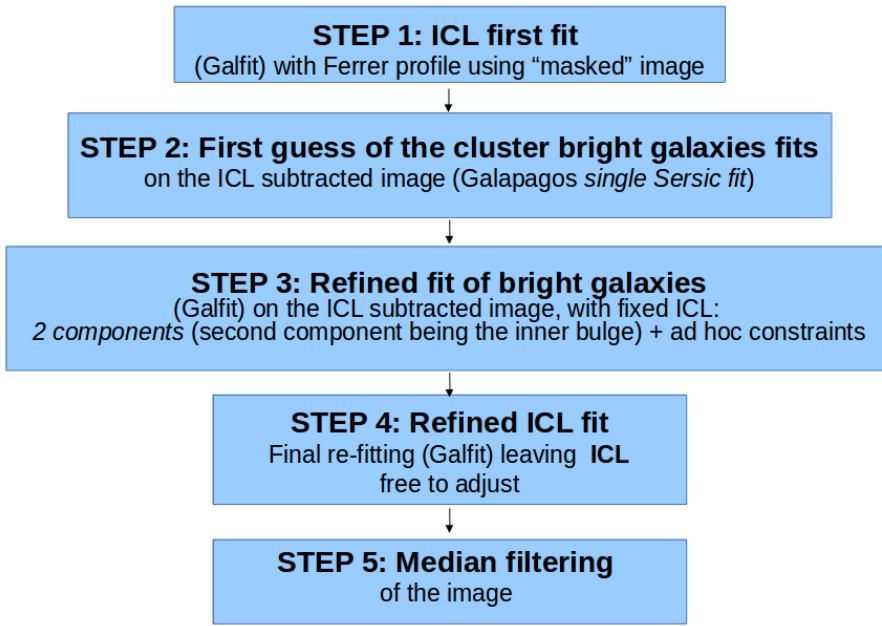 STEP 1: ICL first fit
(Galfit) with Ferrer profile using “masked” image
STEP 2: First guess of the cluster bright galaxies fits
on the ICL subtracted image (Galapagos single Sersic fit)
STEP 3: Refined fit of bright galaxies
(Galfit) on the ICL subtracted image, with fixed ICL:
2 components (second component being the inner bulge) + ad hoc constraints
STEP 4: Refined ICL fit
Final re-fitting (Galfit) leaving ICL
free to adjust
STEP 5: Median filtering
of the image